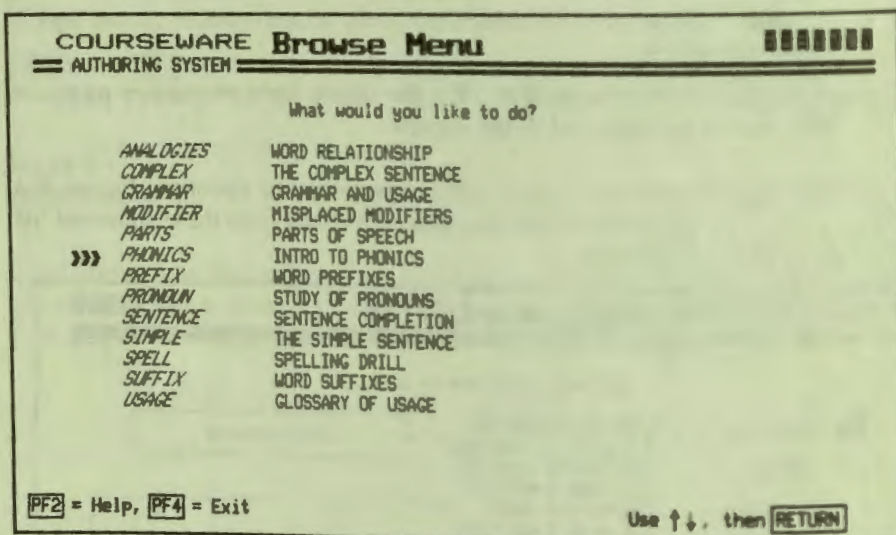 COURSEWARE Browse Menu
AUTHORING SYSTEM
What would you like to do?
ANALOGIES WORD RELATIONSHIP
COMPLEX THE COMPLEX SENTENCE
GRAMMAR GRAMMAR AND USAGE
MODIFIER MISPLACED MODIFIERS
PARTS PARTS OF SPEECH
>>> PHONICS INTRO TO PHONICS
PREFIX WORD PREFIXES
PRONOUN STUDY OF PRONOUNS
SENTENCE SENTENCE COMPLETION
SIMPLE THE SIMPLE SENTENCE
SPELL SPELLING DRILL
SUFFIX WORD SUFFIXES
USAGE GLOSSARY OF USAGE
PF2 = Help, PF4 = Exit
Use ↑↓, then RETURN